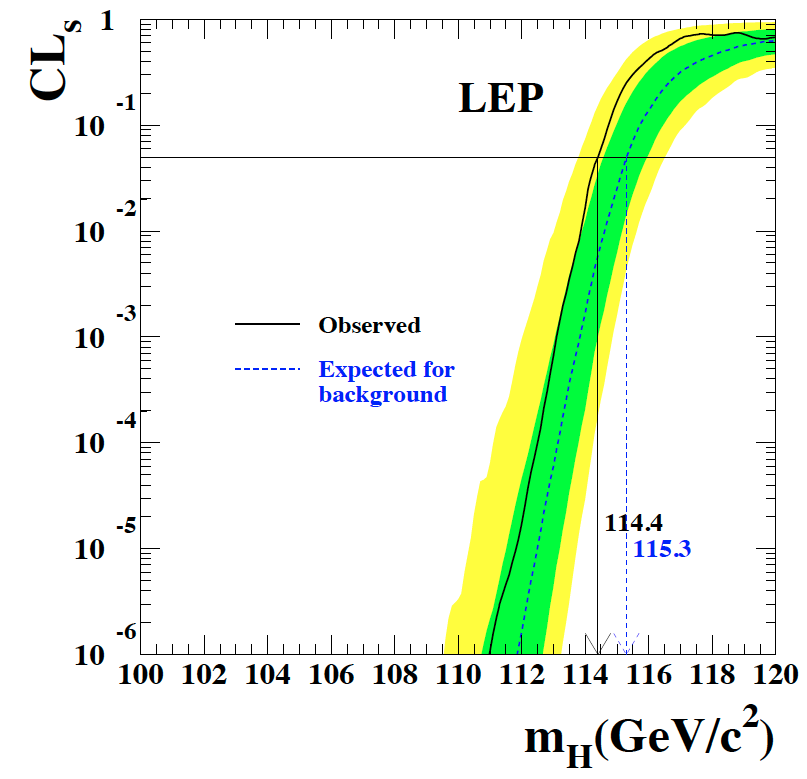 CLs
1
10 -1
10 -2
10 -3
10 -4
10 -5
10 -6
LEP
Observed
Expected for
background
114.4
115.3
100 102 104 106 108 110 112 114 116 118 120
mH(GeV/c2)